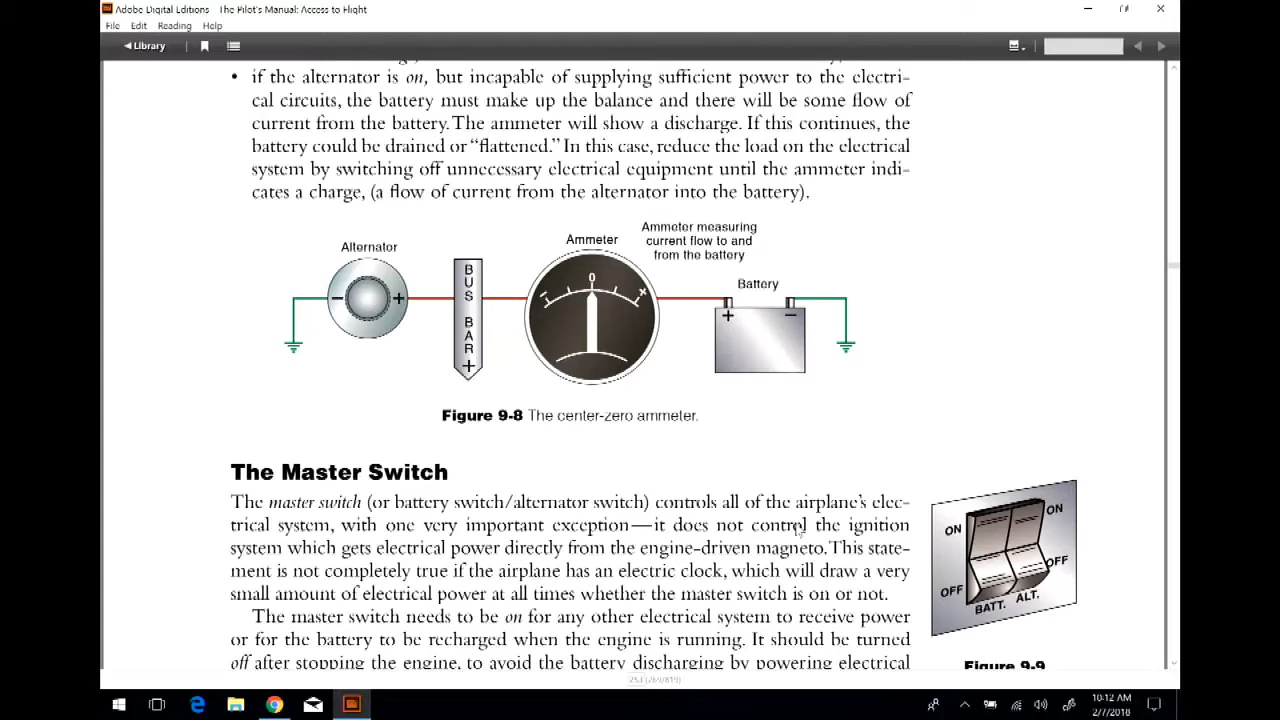 Adobe Digital Editions - The Pilot's Manual: Access to Flight
File Edit Reading Help
Library
• if the alternator is on, but incapable of supplying sufficient power to the electri-
cal circuits, the battery must make up the balance and there will be some flow of
current from the battery. The ammeter will show a discharge. If this continues, the
battery could be drained or “flattened.” In this case, reduce the load on the electrical
system by switching off unnecessary electrical equipment until the ammeter indi-
cates a charge, (a flow of current from the alternator into the battery).
Alternator
BUS BAR +
Ammeter
Ammeter measuring
current flow to and
from the battery
Battery
− +
− 0 +
+ −
Figure 9-8 The center-zero ammeter.
The Master Switch
The master switch (or battery switch/alternator switch) controls all of the airplane’s elec-
trical system, with one very important exception—it does not control the ignition
system which gets electrical power directly from the engine-driven magneto. This state-
ment is not completely true if the airplane has an electric clock, which will draw a very
small amount of electrical power at all times whether the master switch is on or not.
The master switch needs to be on for any other electrical system to receive power
or for the battery to be recharged when the engine is running. It should be turned
off after stopping the engine, to avoid the battery discharging by powering electrical
ON ON
OFF OFF
BATT. ALT.
Figure 9-9
253 (269/819)
10:12 AM
2/7/2018